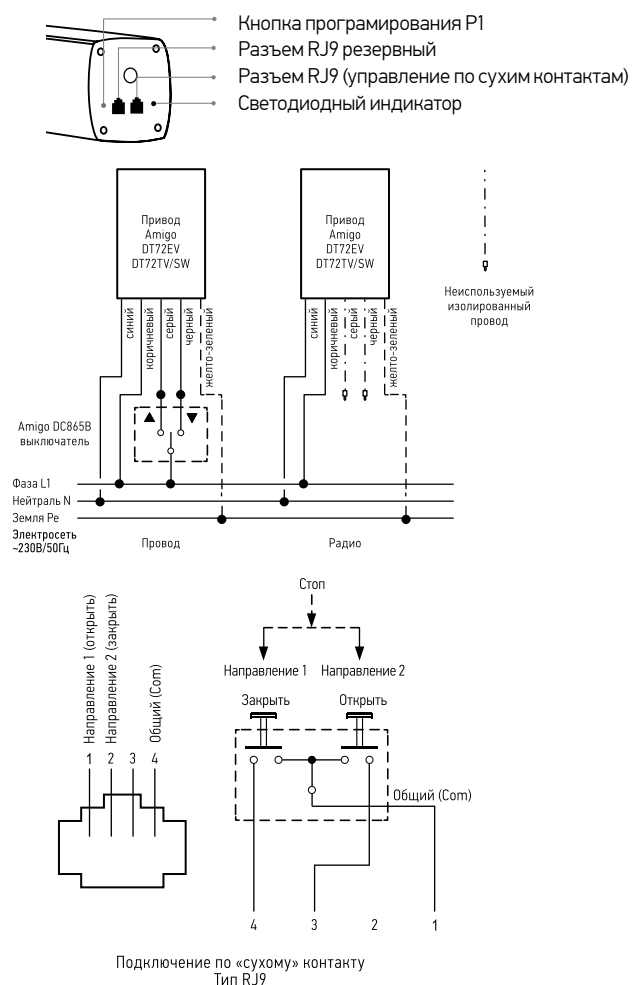 Кнопка програмирования P1
Разъем RJ9 резервный
Разъем RJ9 (управление по сухим контактам)
Светодиодный индикатор
Привод
Amigo
DT72EV
DT72TV/SW
синий
коричневый
серый
черный
желто-зеленый
Привод
Amigo
DT72EV
DT72TV/SW
синий
коричневый
серый
черный
желто-зеленый
Неиспользуемый
изолированный
провод
Amigo DC865B
выключатель
Фаза L1
Нейтраль N
Земля Pe
Электросеть
~230В/50Гц
Провод
Радио
Направление 1 (открыть)
Направление 2 (закрыть)
Общий (Com)
1 2 3 4
Стоп
Направление 1 Направление 2
Закрыть Открыть
Общий (Com)
4 3 2 1
Подключение по «сухому» контакту
Тип RJ9